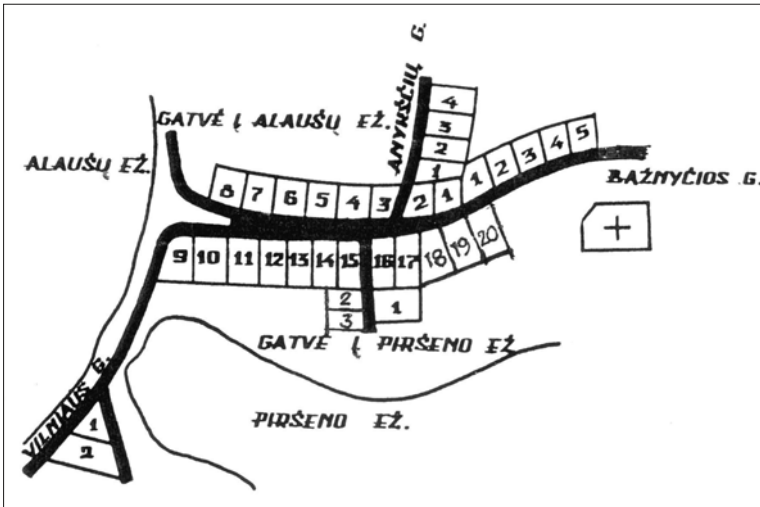 ANYKŠČIŲ G.
GATVĖ Į ALAUŠŲ EŽ.
ALAUŠŲ EŽ.
4
3
2
1
1 2 3 4 5
BAŽNYČIOS G.
8 7 6 5 4 3 2 1
9 10 11 12 13 14 15 16 17 18 19 20
2
3
1
GATVĖ Į PIRŠENO EŽ
VILNIAUS G.
1
2
PIRŠENO EŽ.